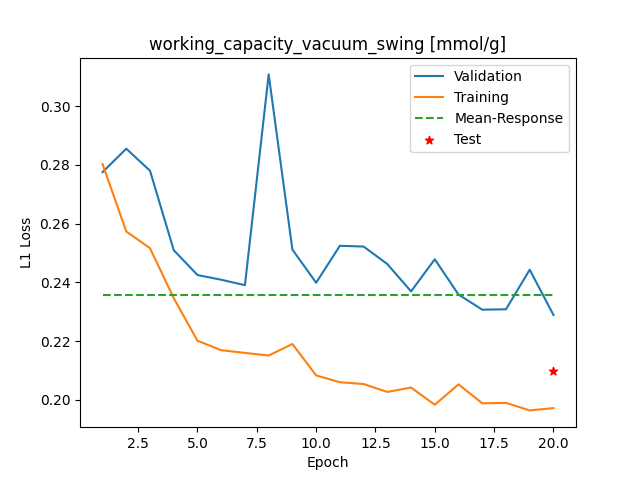 working_capacity_vacuum_swing [mmol/g]
Validation
Training
Mean-Response
Test
L1 Loss
0.30
0.28
0.26
0.24
0.22
0.20
2.5 5.0 7.5 10.0 12.5 15.0 17.5 20.0
Epoch